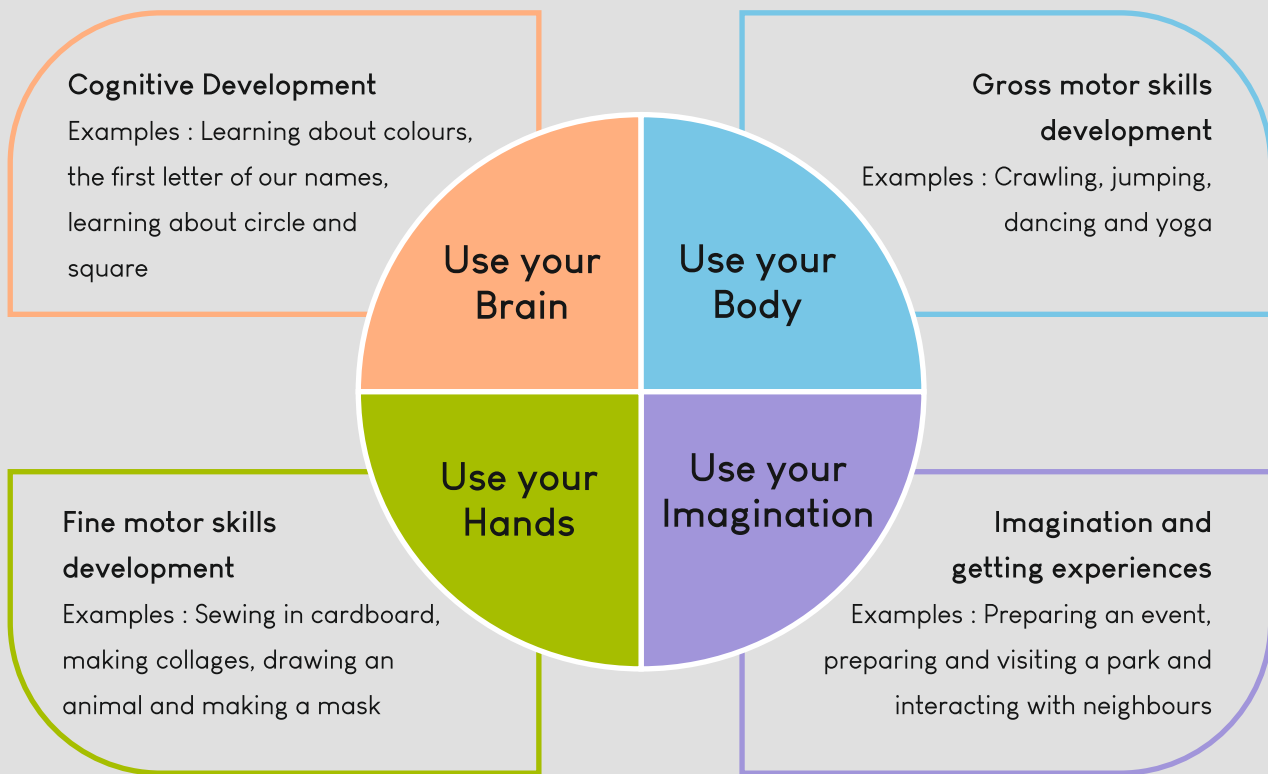 Cognitive Development
Examples : Learning about colours,
the first letter of our names,
learning about circle and
square
Gross motor skills
development
Examples : Crawling, jumping,
dancing and yoga
Use your
Brain
Use your
Body
Use your
Hands
Use your
Imagination
Fine motor skills
development
Examples : Sewing in cardboard,
making collages, drawing an
animal and making a mask
Imagination and
getting experiences
Examples : Preparing an event,
preparing and visiting a park and
interacting with neighbours